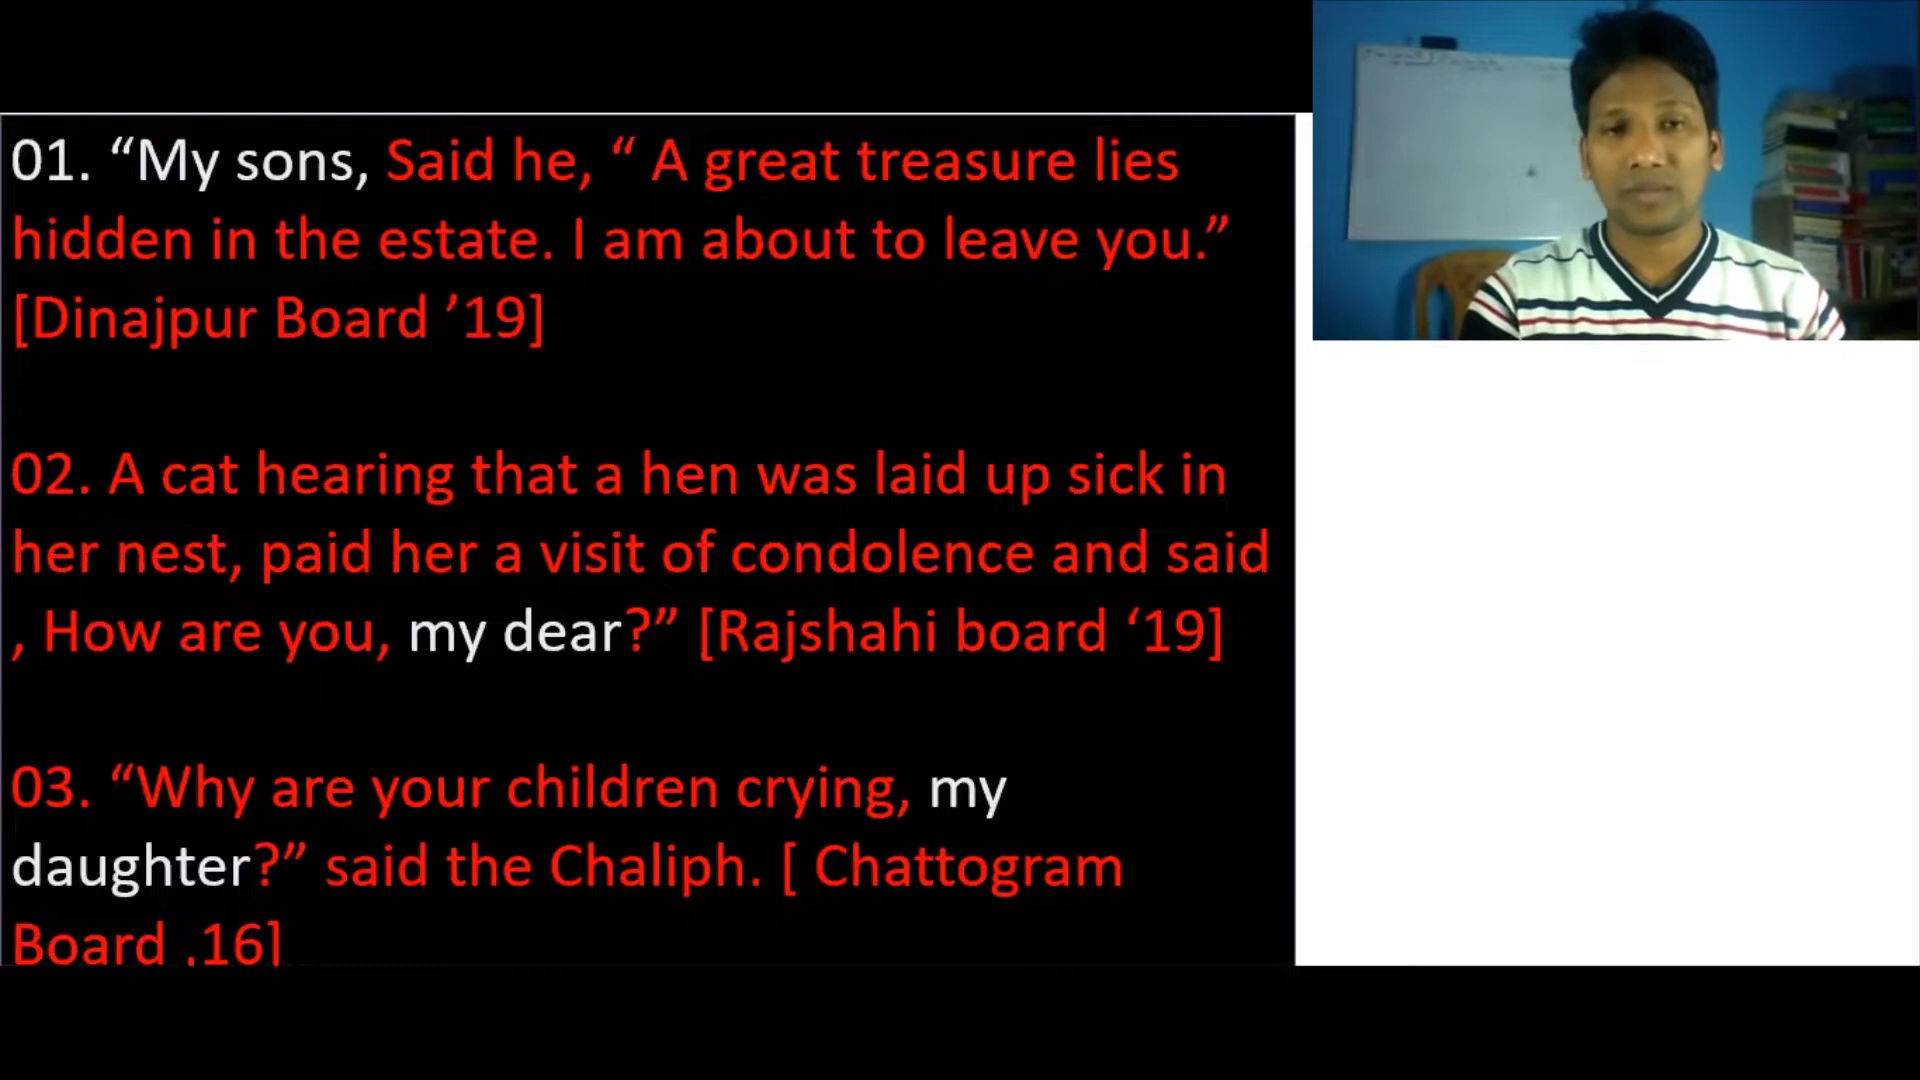 01. “My sons, Said he, “ A great treasure lies
hidden in the estate. I am about to leave you.”
[Dinajpur Board ’19]
02. A cat hearing that a hen was laid up sick in
her nest, paid her a visit of condolence and said
, How are you, my dear?” [Rajshahi board ‘19]
03. “Why are your children crying, my
daughter?” said the Chaliph. [ Chattogram
Board ,16]